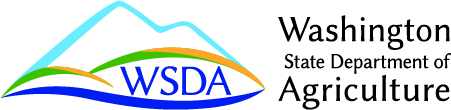 WSDA
Washington
State Department of
Agriculture